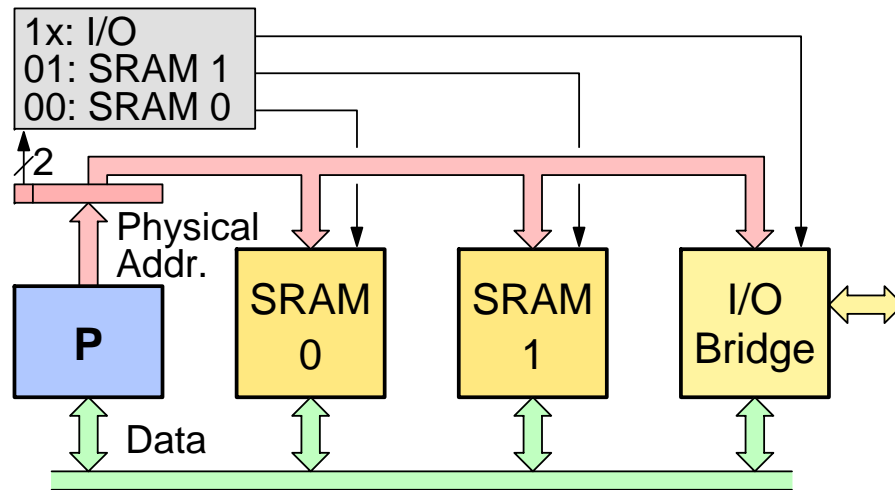 1x: I/O
01: SRAM 1
00: SRAM 0
2
Physical
Addr.
P
SRAM
0
SRAM
1
I/O
Bridge
Data